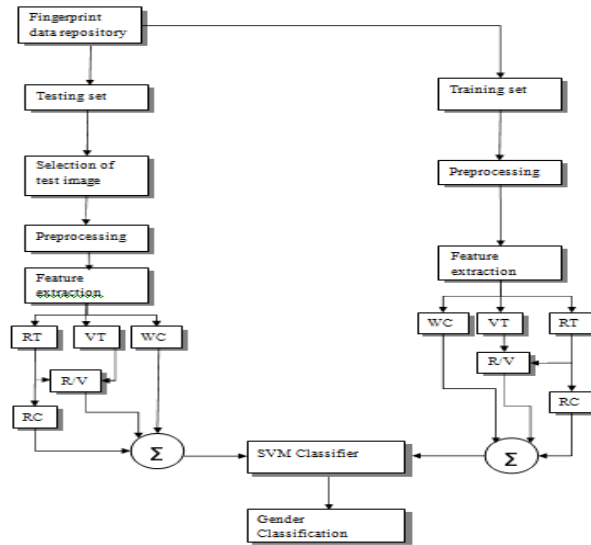 Fingerprint
data repository
Testing set
Training set
Selection of
test image
Preprocessing
Preprocessing
Feature
extraction
Feature
extraction
RT
VT
WC
WC
VT
RT
R/V
R/V
RC
RC
Σ
Σ
SVM Classifier
Gender
Classification